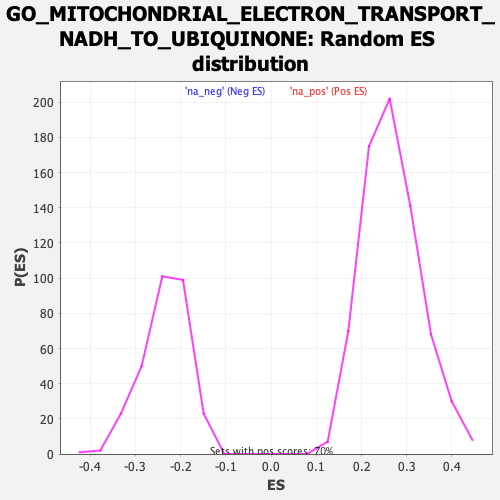 GO_MITOCHONDRIAL_ELECTRON_TRANSPORT_
NADH_TO_UBIQUINONE: Random ES
distribution
'na_neg' (Neg ES) 'na_pos' (Pos ES)
200
180
160
140
120
100
80
60
40
20
0
P(ES)
Sets with pos scores: 70%
-0.4 -0.3 -0.2 -0.1 0.0 0.1 0.2 0.3 0.4
ES